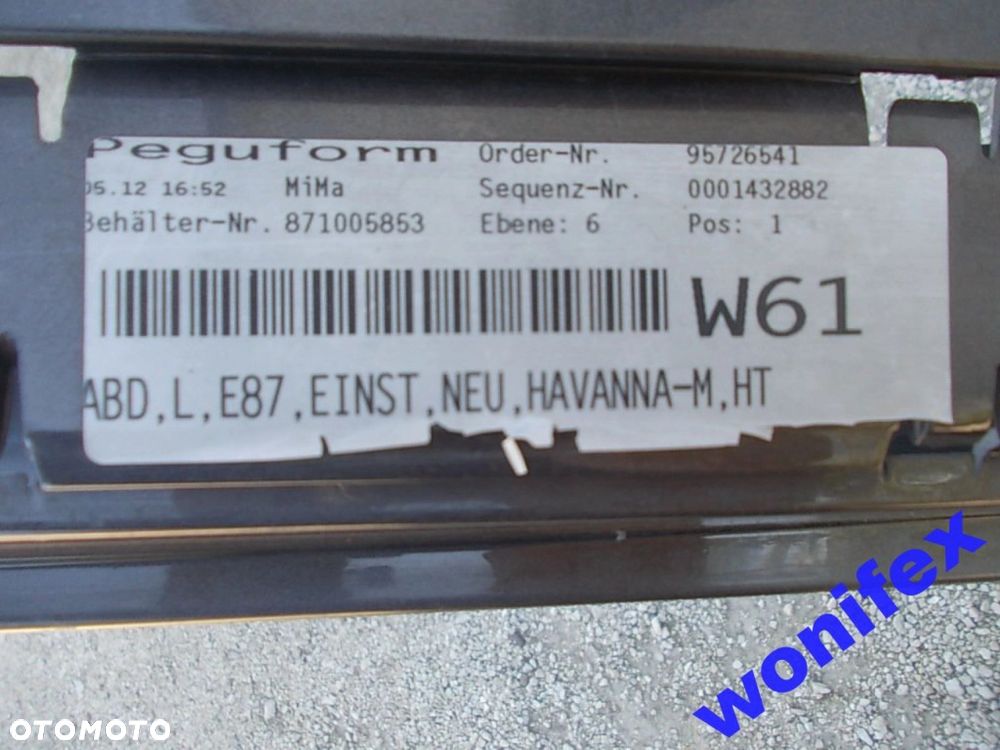 Peguform Order-Nr. 95726541
05.12 16:52 MiMa Sequenz-Nr. 0001432882
Behälter-Nr. 871005853 Ebene: 6 Pos: 1
W61
ABD,L,E87,EINST,NEU,HAVANNA-M,HT
wonifex
OTOMOTO